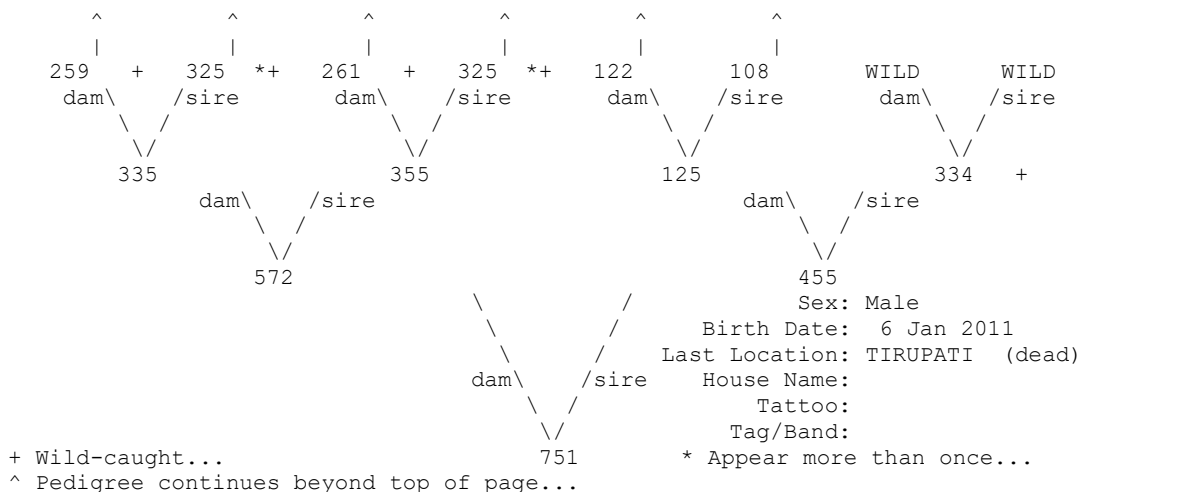 ^ ^ ^ ^ ^ ^
| | | | | |
259 + 325 *+ 261 + 325 *+ 122 108 WILD WILD
dam\ /sire dam\ /sire dam\ /sire dam\ /sire
\ / \ / \ / \ /
\/ \/ \/ \/
335 355 125 334 +
dam\ /sire dam\ /sire
\ / \ /
\/ \/
572 455
\ / Sex: Male
\ / Birth Date: 6 Jan 2011
\ / Last Location: TIRUPATI (dead)
dam\ /sire House Name:
\ / Tattoo:
\/ Tag/Band:
+ Wild-caught... 751 * Appear more than once...
^ Pedigree continues beyond top of page...